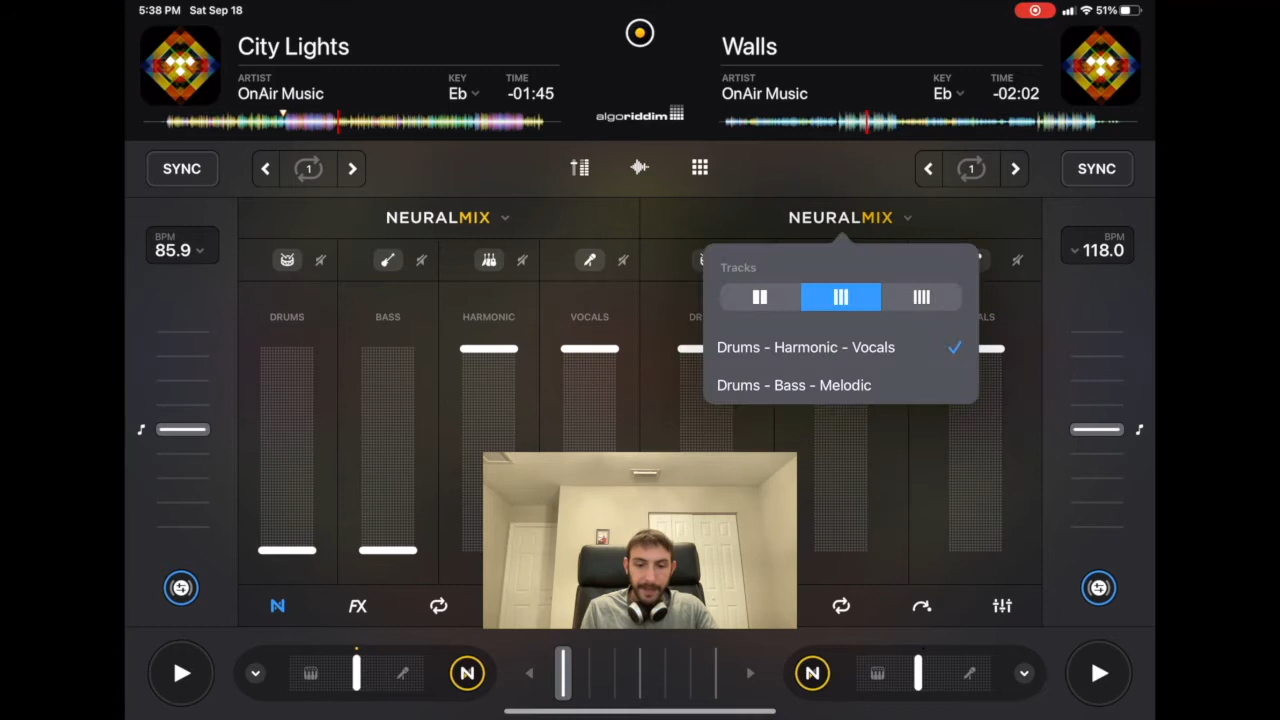 5:38 PM Sat Sep 18
51%
City Lights
ARTIST
OnAir Music
KEY
Eb
TIME
-01:45
algoriddim
Walls
ARTIST
OnAir Music
KEY
Eb
TIME
-02:02
SYNC
1
1
SYNC
NEURALMIX
NEURALMIX
BPM
85.9
BPM
118.0
DRUMS
BASS
HARMONIC
VOCALS
Tracks
Drums - Harmonic - Vocals
Drums - Bass - Melodic
N
FX
N
N